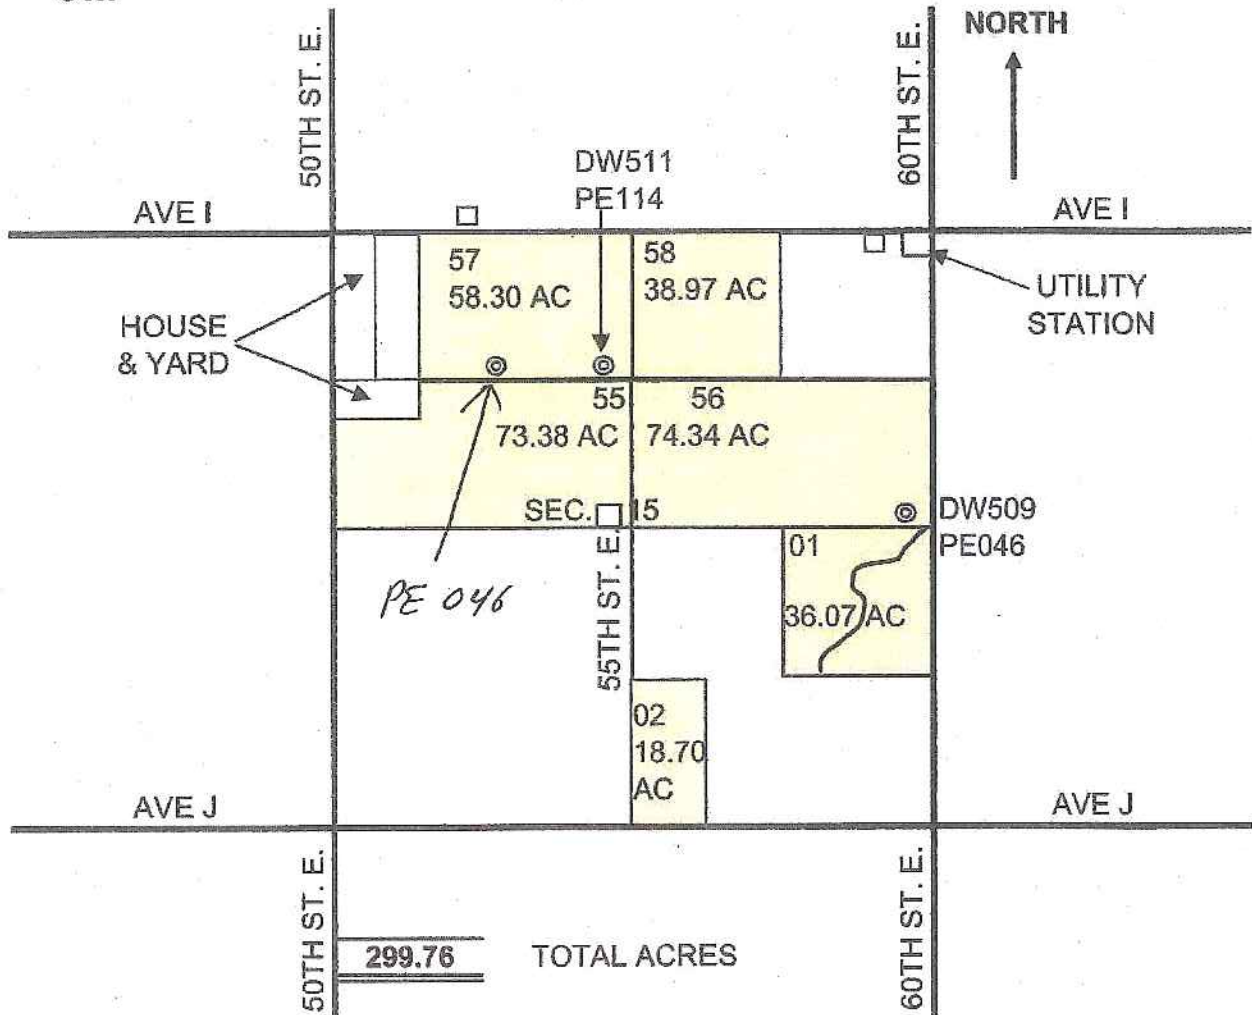 50TH ST. E.
60TH ST. E.
NORTH
DW511
PE114
AVE I
AVE I
57
58.30 AC
58
38.97 AC
UTILITY
STATION
HOUSE
& YARD
55
73.38 AC
56
74.34 AC
SEC. 15
DW509
PE046
PE 046
01
36.07 AC
55TH ST. E.
02
18.70
AC
AVE J
AVE J
50TH ST. E.
60TH ST. E.
299.76 TOTAL ACRES